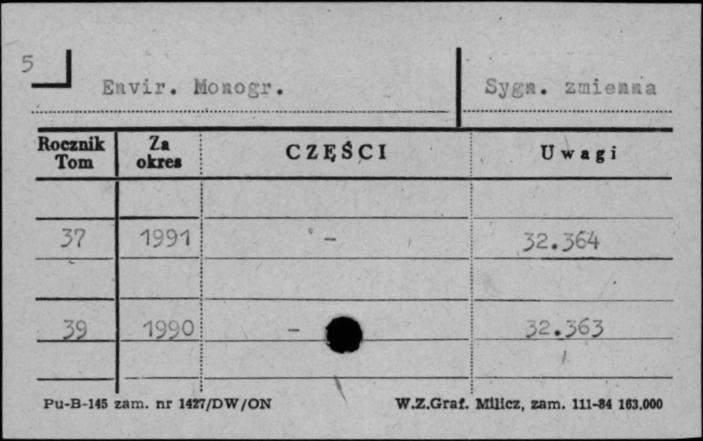 5
Envir. Monogr. Sygn. zmienna
Rocznik Tom Za okres CZĘŚCI Uwagi
37 1991 - 32.364
39 1990 - 32.363
Pu-B-145 zam. nr 1427/DW/ON W.Z.Graf. Milicz, zam. 111-84 163.000